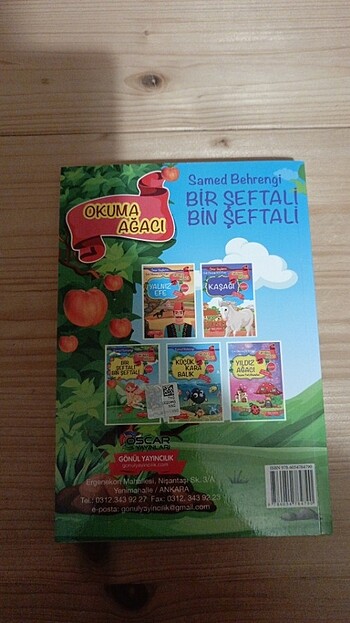 OKUMA
AĞACI
Samed Behrengi
BİR ŞEFTALİ
BİN ŞEFTALİ
YALNIZ
EFE
KAŞAĞI
BİR
ŞEFTALİ
BİN ŞEFTALİ
KÜÇÜK
KARA
BALIK
YILDIZ
AĞACI
OSCAR
YAYINLARI
GÖNÜL YAYINCILIK
gonulyayincilik.com
Ergenekon Mahallesi, Nişantaşı Sk. 3/A
Yenimahalle / ANKARA
Tel.: 0312.343 92 27 Fax: 0312. 343 92 23
e-posta: gonulyayincilik@gmail.com